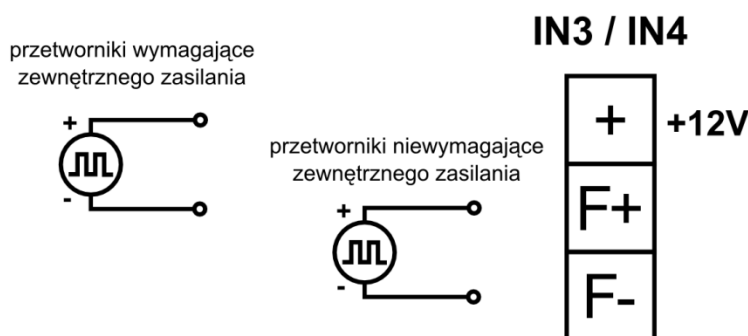 IN3 / IN4
przetworniki wymagające
zewnętrznego zasilania
+
-
przetworniki niewymagające
zewnętrznego zasilania
+
-
+
+12V
F+
F-